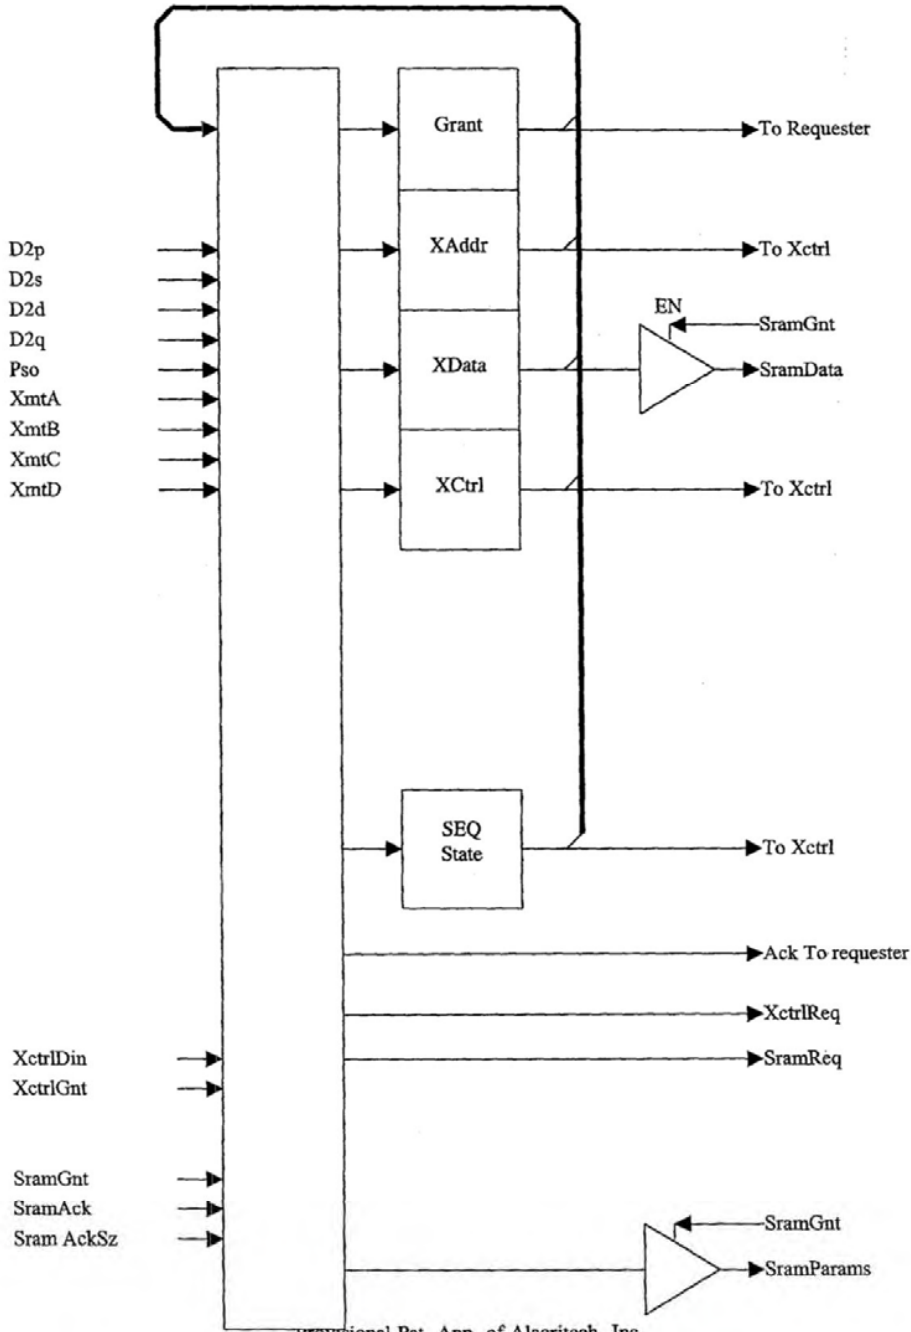 Grant
To Requester
D2p
XAddr
To Xctrl
D2s
D2d
EN
SramGnt
D2q
Pso
XData
SramData
XmtA
XmtB
XmtC
XmtD
XCtrl
To Xctrl
SEQ
State
To Xctrl
Ack To requester
XctrlReq
XctrlDin
SramReq
XctrlGnt
SramGnt
SramAck
Sram AckSz
SramGnt
SramParams
Provisional Pat. App. of Alacritech, Inc.